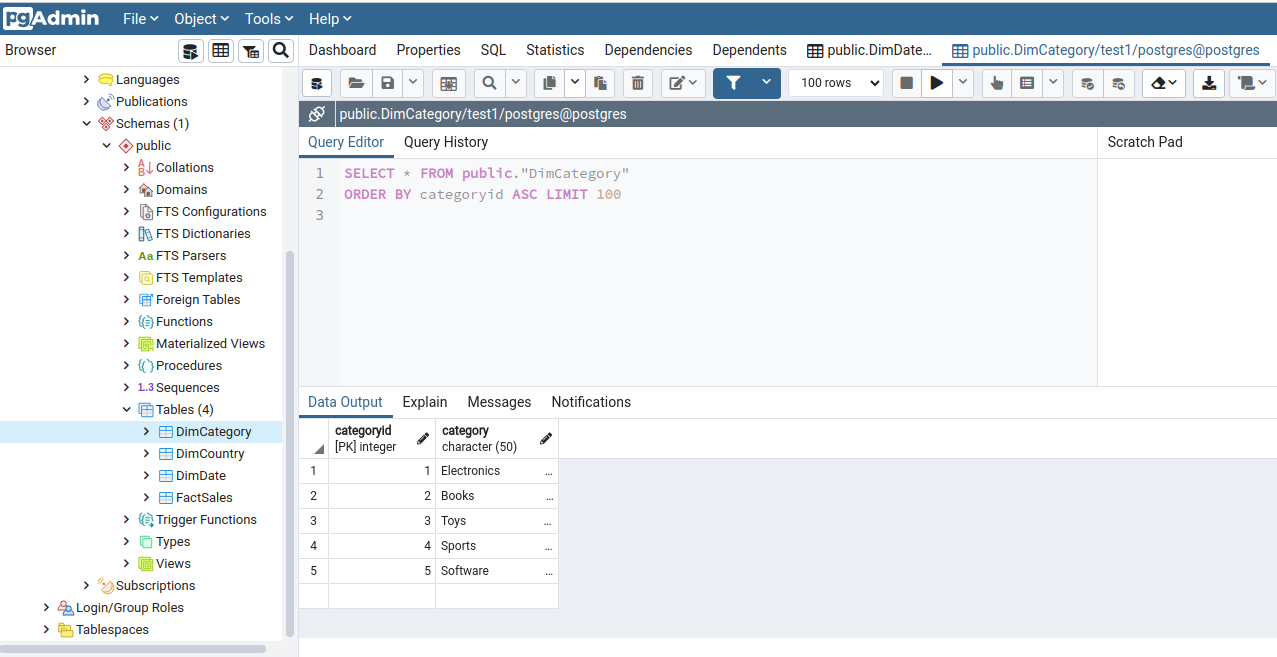 pgAdmin File Object Tools Help
Browser
Dashboard Properties SQL Statistics Dependencies Dependents public.DimDate... public.DimCategory/test1/postgres@postgres
100 rows
public.DimCategory/test1/postgres@postgres
Query Editor Query History
Scratch Pad
1 SELECT * FROM public."DimCategory"
2 ORDER BY categoryid ASC LIMIT 100
3
Languages
Publications
Schemas (1)
public
Collations
Domains
FTS Configurations
FTS Dictionaries
Aa FTS Parsers
FTS Templates
Foreign Tables
Functions
Materialized Views
Procedures
1..3 Sequences
Tables (4)
DimCategory
DimCountry
DimDate
FactSales
Trigger Functions
Types
Views
Subscriptions
Login/Group Roles
Tablespaces
Data Output Explain Messages Notifications
categoryid category
[PK] integer character (50)
1 1 Electronics ...
2 2 Books ...
3 3 Toys ...
4 4 Sports ...
5 5 Software ...